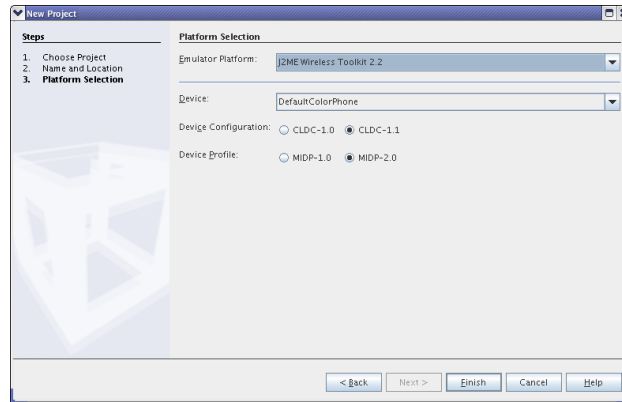 New Project
Steps
1. Choose Project
2. Name and Location
3. Platform Selection
Platform Selection
Emulator Platform: J2ME Wireless Toolkit 2.2
Device: DefaultColorPhone
Device Configuration: CLDC-1.0 CLDC-1.1
Device Profile: MIDP-1.0 MIDP-2.0
< Back Next > Finish Cancel Help